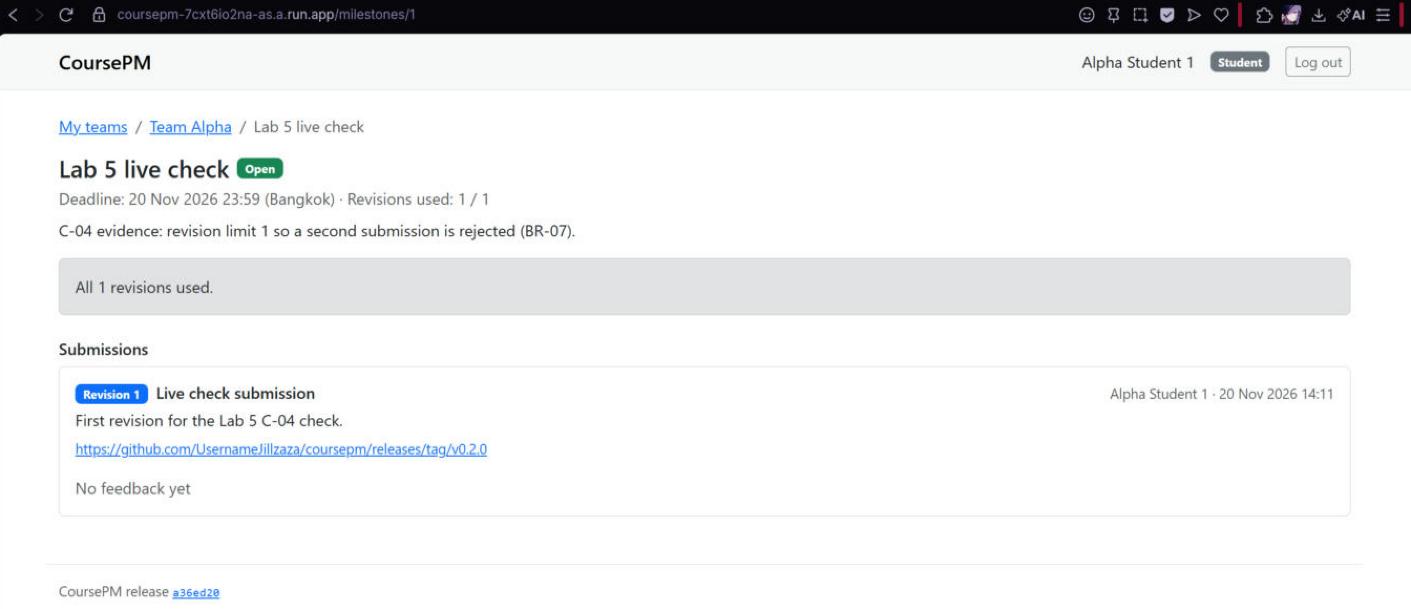 coursepm-7cxt6io2na-as.a.run.app/milestones/1
AI
CoursePM
Alpha Student 1 Student Log out
My teams / Team Alpha / Lab 5 live check
Lab 5 live check Open
Deadline: 20 Nov 2026 23:59 (Bangkok) · Revisions used: 1 / 1
C-04 evidence: revision limit 1 so a second submission is rejected (BR-07).
All 1 revisions used.
Submissions
Revision 1 Live check submission
Alpha Student 1 · 20 Nov 2026 14:11
First revision for the Lab 5 C-04 check.
https://github.com/UsernameJillzaza/coursepm/releases/tag/v0.2.0
No feedback yet
CoursePM release a36ed20